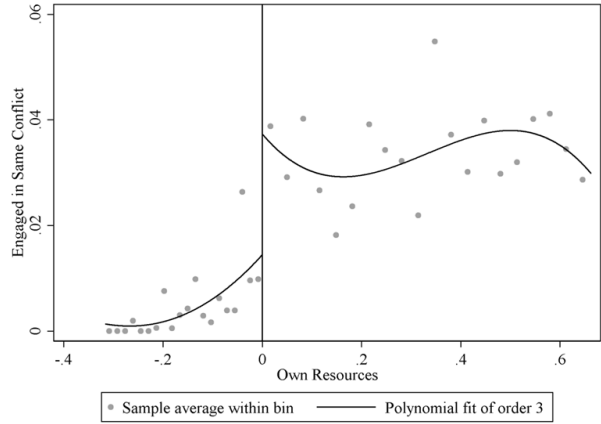 .06
.04
.02
0
Engaged in Same Conflict
-.4 -.2 0 .2 .4 .6
Own Resources
Sample average within bin Polynomial fit of order 3